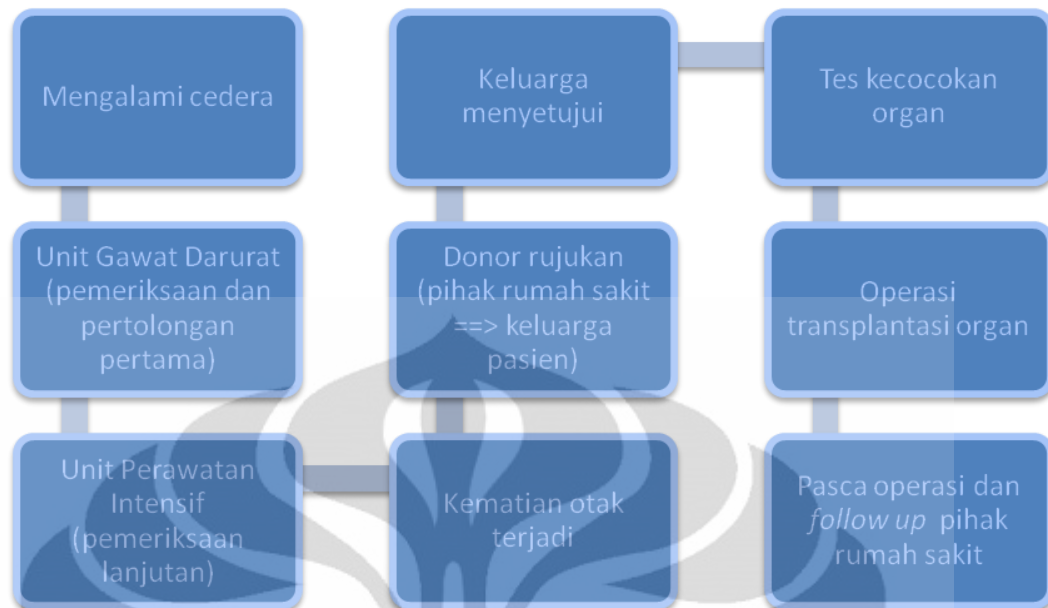 Mengalami cedera
Unit Gawat Darurat
(pemeriksaan dan
pertolongan
pertama)
Unit Perawatan
Intensif
(pemeriksaan
lanjutan)
Kematian otak
terjadi
Donor rujukan
(pihak rumah sakit
==> keluarga
pasien)
Keluarga
menyetujui
Tes kecocokan
organ
Operasi
transplantasi organ
Pasca operasi dan
follow up pihak
rumah sakit